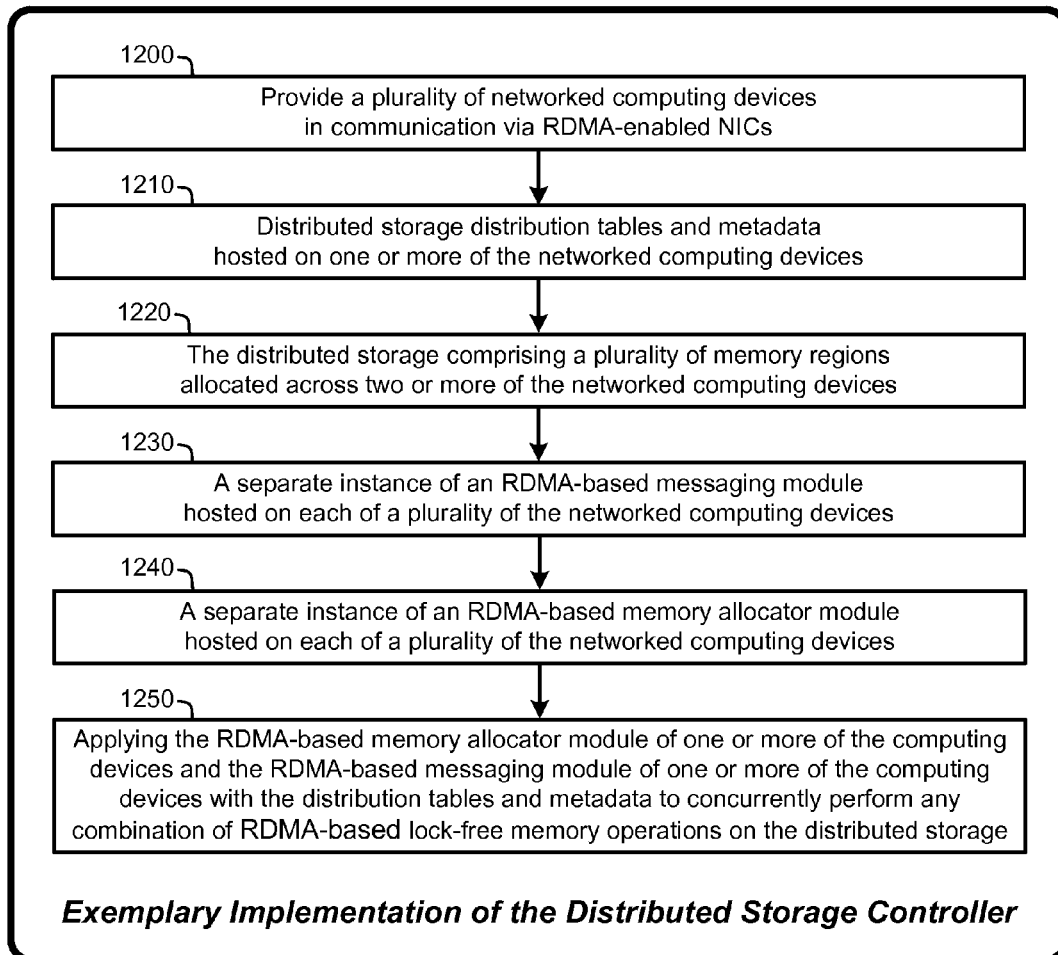 1200
Provide a plurality of networked computing devices
in communication via RDMA-enabled NICs
1210
Distributed storage distribution tables and metadata
hosted on one or more of the networked computing devices
1220
The distributed storage comprising a plurality of memory regions
allocated across two or more of the networked computing devices
1230
A separate instance of an RDMA-based messaging module
hosted on each of a plurality of the networked computing devices
1240
A separate instance of an RDMA-based memory allocator module
hosted on each of a plurality of the networked computing devices
1250
Applying the RDMA-based memory allocator module of one or more of the computing
devices and the RDMA-based messaging module of one or more of the computing
devices with the distribution tables and metadata to concurrently perform any
combination of RDMA-based lock-free memory operations on the distributed storage
Exemplary Implementation of the Distributed Storage Controller